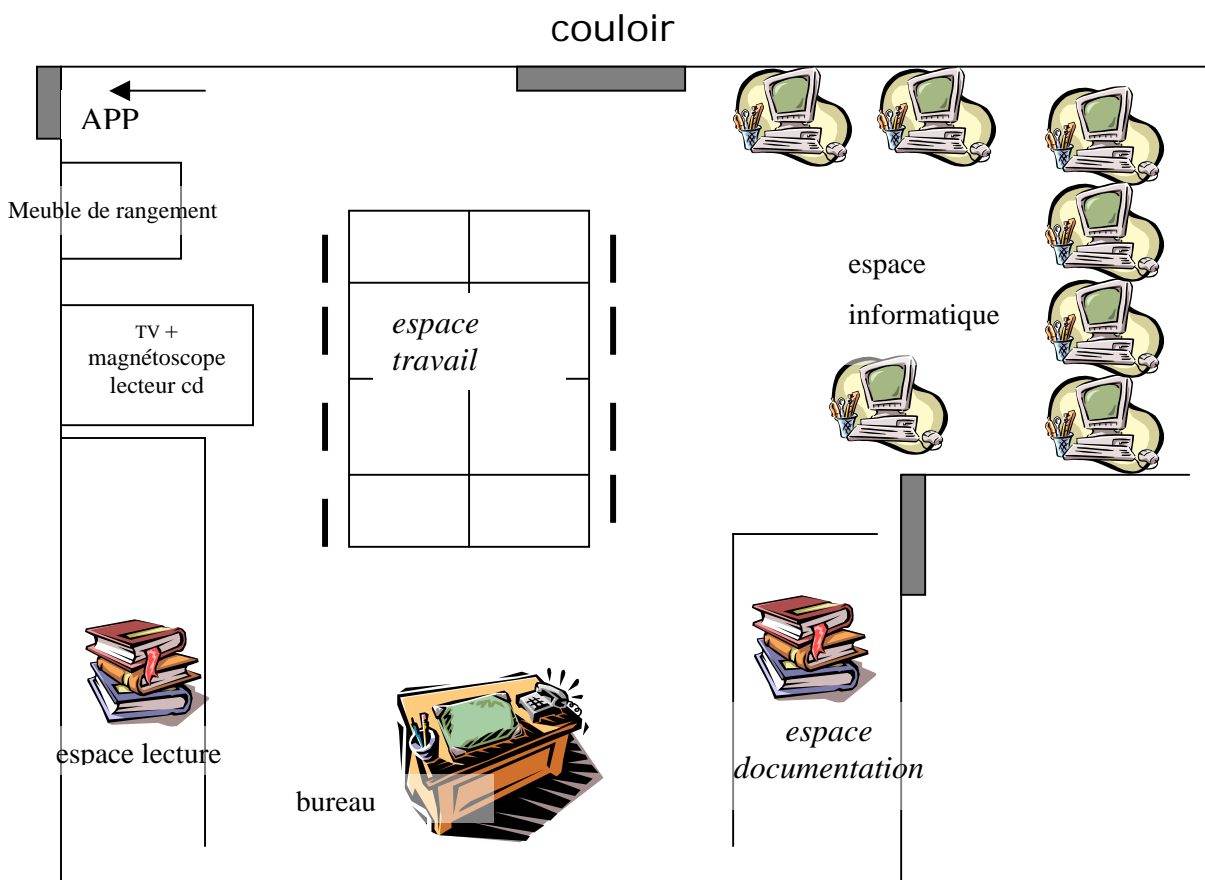 couloir
APP
Meuble de rangement
TV +
magnétoscope
lecteur cd
espace
travail
espace
informatique
espace lecture
bureau
espace
documentation